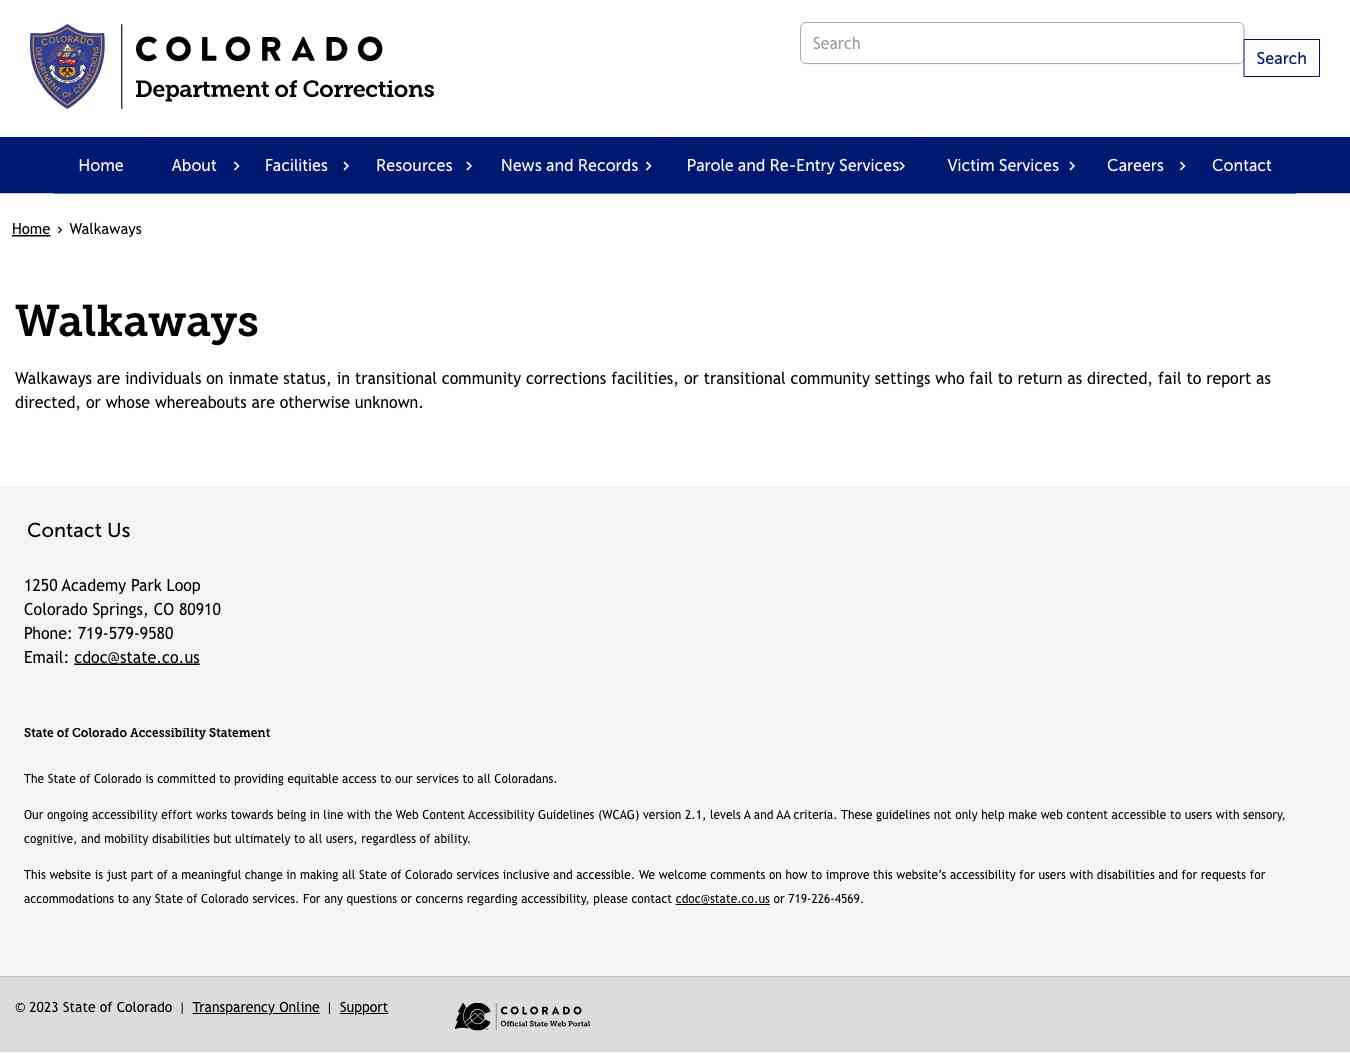 COLORADO
DEPARTMENT OF CORRECTIONS
COLORADO
Department of Corrections
Search
Search
Home
About
Facilities
Resources
News and Records
Parole and Re-Entry Services
Victim Services
Careers
Contact
Home › Walkaways
Walkaways
Walkaways are individuals on inmate status, in transitional community corrections facilities, or transitional community settings who fail to return as directed, fail to report as
directed, or whose whereabouts are otherwise unknown.
Contact Us
1250 Academy Park Loop
Colorado Springs, CO 80910
Phone: 719-579-9580
Email: cdoc@state.co.us
State of Colorado Accessibility Statement
The State of Colorado is committed to providing equitable access to our services to all Coloradans.
Our ongoing accessibility effort works towards being in line with the Web Content Accessibility Guidelines (WCAG) version 2.1, levels A and AA criteria. These guidelines not only help make web content accessible to users with sensory,
cognitive, and mobility disabilities but ultimately to all users, regardless of ability.
This website is just part of a meaningful change in making all State of Colorado services inclusive and accessible. We welcome comments on how to improve this website’s accessibility for users with disabilities and for requests for
accommodations to any State of Colorado services. For any questions or concerns regarding accessibility, please contact cdoc@state.co.us or 719-226-4569.
© 2023 State of Colorado | Transparency Online | Support
COLORADO
Official State Web Portal